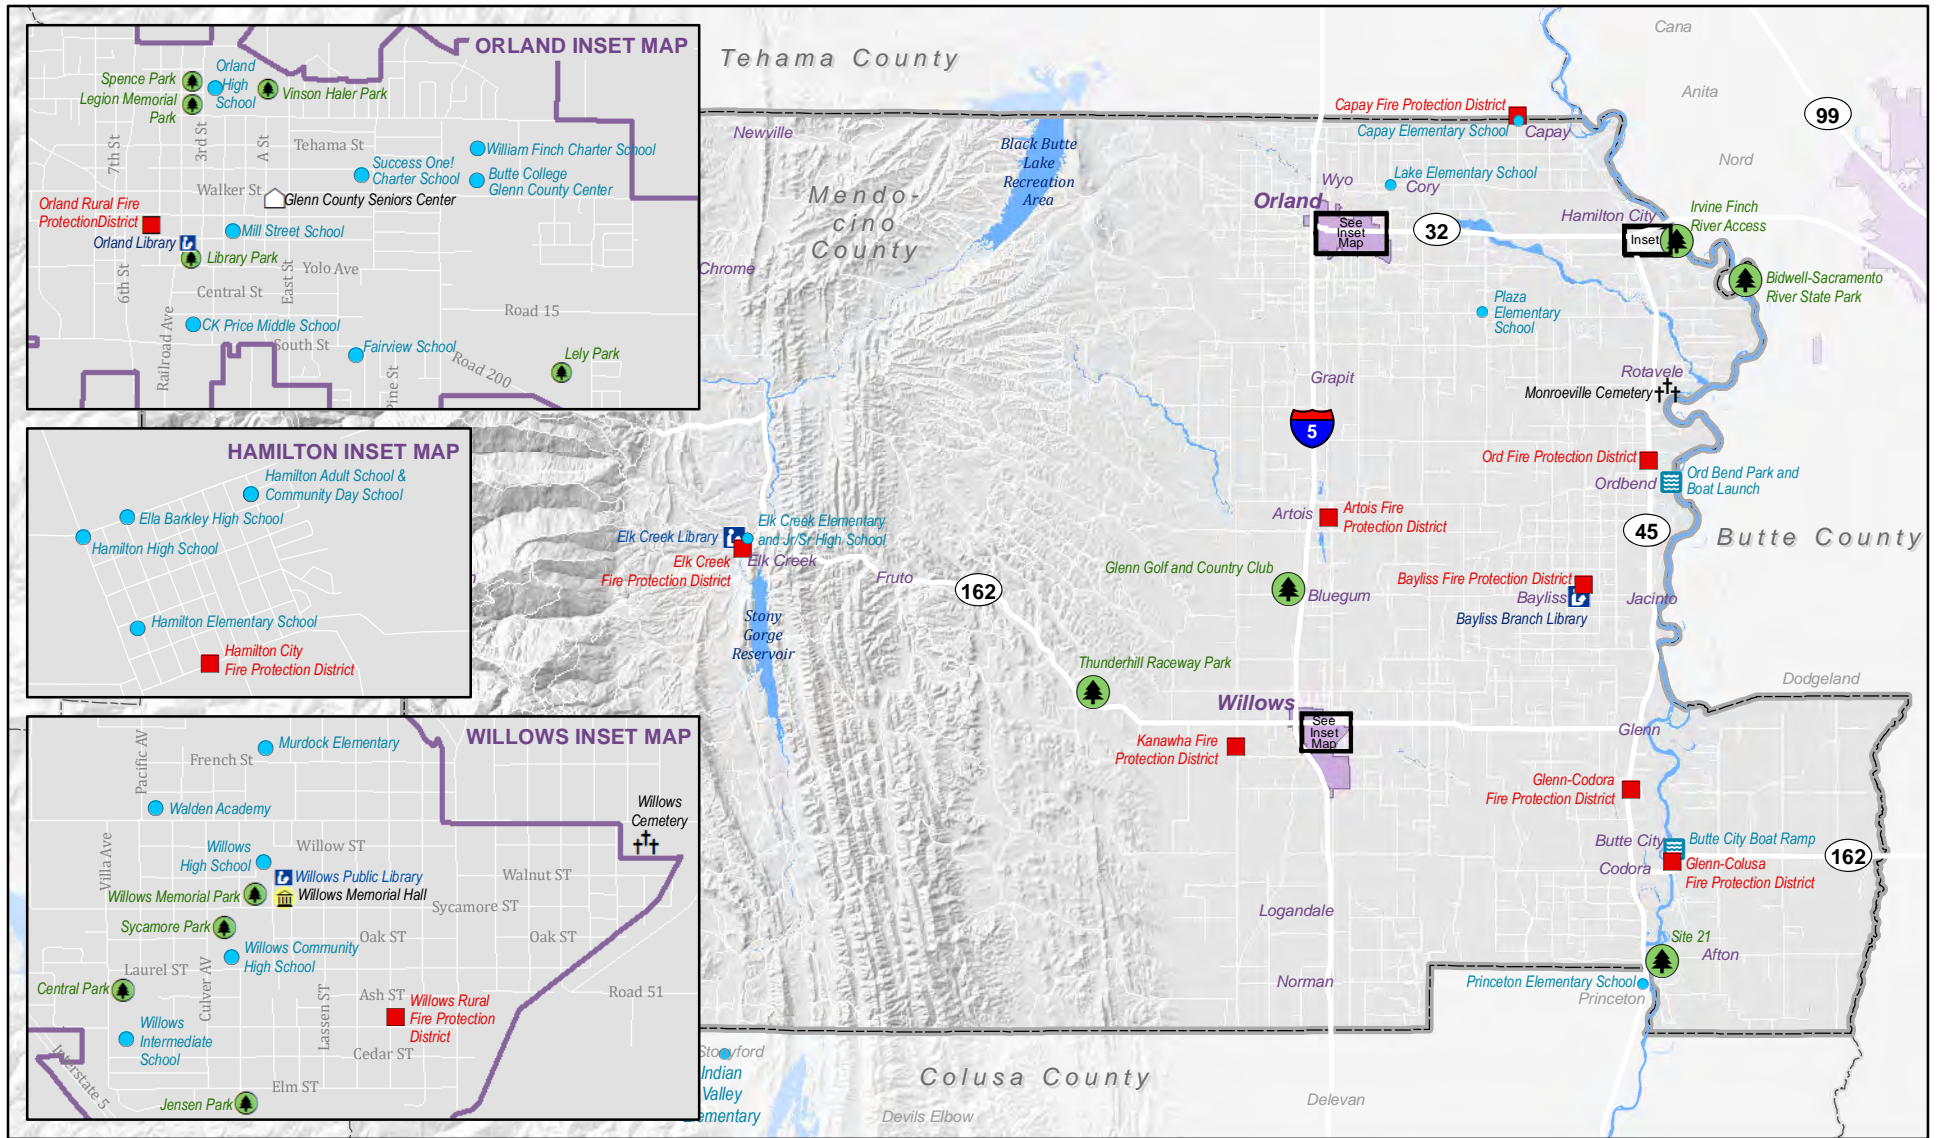 ORLAND INSET MAP
Spence Park
Legion Memorial
Park
Orland
High
School
Vinson Haler Park
7th St
3rd St
A St
Tehama St
William Finch Charter School
Success One!
Charter School
Butte College
Glenn County Center
Walker St
Glenn County Seniors Center
Orland Rural Fire
ProtectionDistrict
Orland Library
Mill Street School
Library Park
6th St
East St
Yolo Ave
Central St
Road 15
Railroad Ave
CK Price Middle School
South St
Fairview School
Road 200
Pine St
Lely Park
HAMILTON INSET MAP
Hamilton Adult School &
Community Day School
Ella Barkley High School
Hamilton High School
Hamilton Elementary School
Hamilton City
Fire Protection District
WILLOWS INSET MAP
Pacific AV
French St
Murdock Elementary
Walden Academy
Willows
Cemetery
Villa Ave
Willows
High School
Willow ST
Willows Public Library
Walnut ST
Willows Memorial Park
Willows Memorial Hall
Sycamore ST
Sycamore Park
Oak ST
Oak ST
Willows Community
High School
Laurel ST
Culver AV
Central Park
Lassen ST
Ash ST
Road 51
Willows Rural
Fire Protection
District
Willows
Intermediate
School
Cedar ST
Interstate 5
Elm ST
Jensen Park
Tehama County
Cana
Anita
99
Nord
Newville
Black Butte
Lake
Recreation
Area
Capay Fire Protection District
Capay Elementary School
Capay
Mendo-
cino
County
Wyo
Lake Elementary School
Cory
Orland
See
Inset
Map
32
Hamilton City
Inset
Irvine Finch
River Access
Chrome
Bidwell-Sacramento
River State Park
Plaza
Elementary
School
Grapit
Rotavele
Monroeville Cemetery
5
Ord Fire Protection District
Ordbend
Ord Bend Park and
Boat Launch
Artois
Artois Fire
Protection District
45
Butte County
Elk Creek Library
Elk Creek Elementary
and Jr/Sr High School
Elk Creek
Elk Creek
Fire Protection District
Fruto
162
Glenn Golf and Country Club
Bluegum
Bayliss Fire Protection District
Bayliss
Bayliss Branch Library
Jacinto
Stony
Gorge
Reservoir
Thunderhill Raceway Park
Dodgeland
Willows
See
Inset
Map
Glenn
Kanawha Fire
Protection District
Glenn-Codora
Fire Protection District
Butte City
Butte City Boat Ramp
162
Codora
Glenn-Colusa
Fire Protection District
Logandale
Site 21
Afton
Norman
Princeton Elementary School
Princeton
Stonyford
Indian
Valley
Elementary
Colusa County
Devils Elbow
Delevan